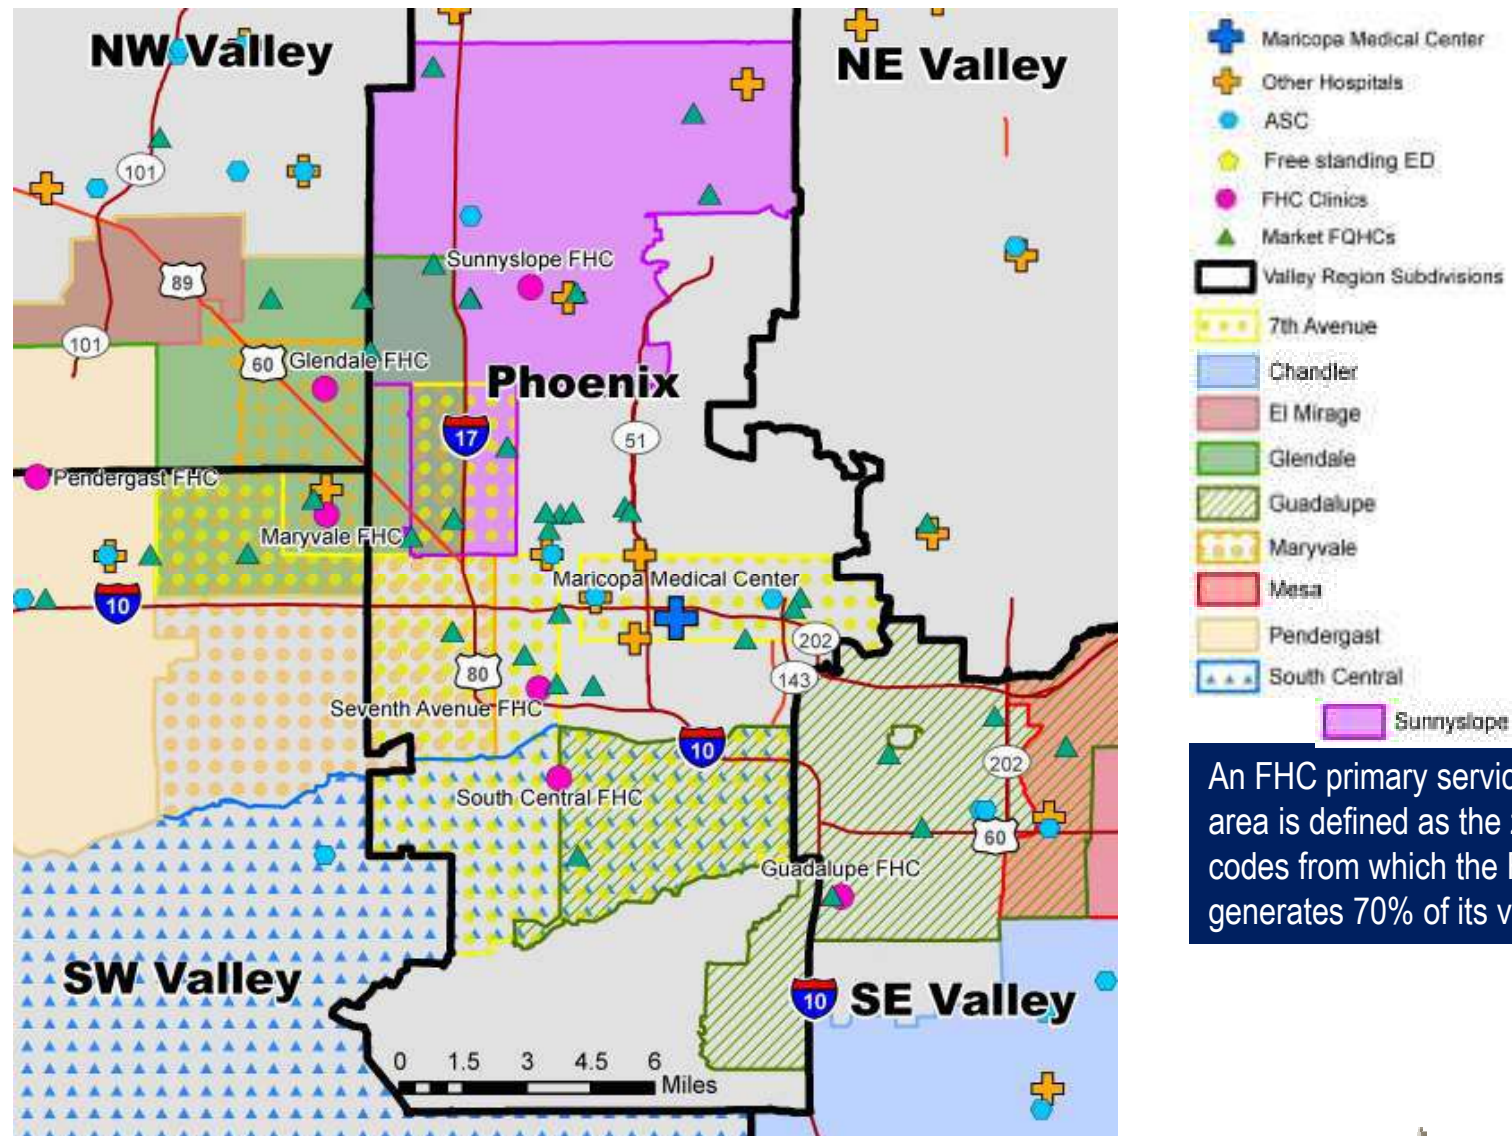 NW Valley
NE Valley
101
89
101
60
Sunnyslope FHC
Glendale FHC
Phoenix
17
51
Pendergast FHC
Maryvale FHC
10
Maricopa Medical Center
202
143
80
Seventh Avenue FHC
10
202
South Central FHC
60
Guadalupe FHC
SW Valley
10
SE Valley
0 1.5 3 4.5 6
Miles
Maricopa Medical Center
Other Hospitals
ASC
Free standing ED
FHC Clinics
Market FQHCs
Valley Region Subdivisions
7th Avenue
Chandler
El Mirage
Glendale
Guadalupe
Maryvale
Mesa
Pendergast
South Central
Sunnyslope
An FHC primary servic
area is defined as the
codes from which the
generates 70% of its v